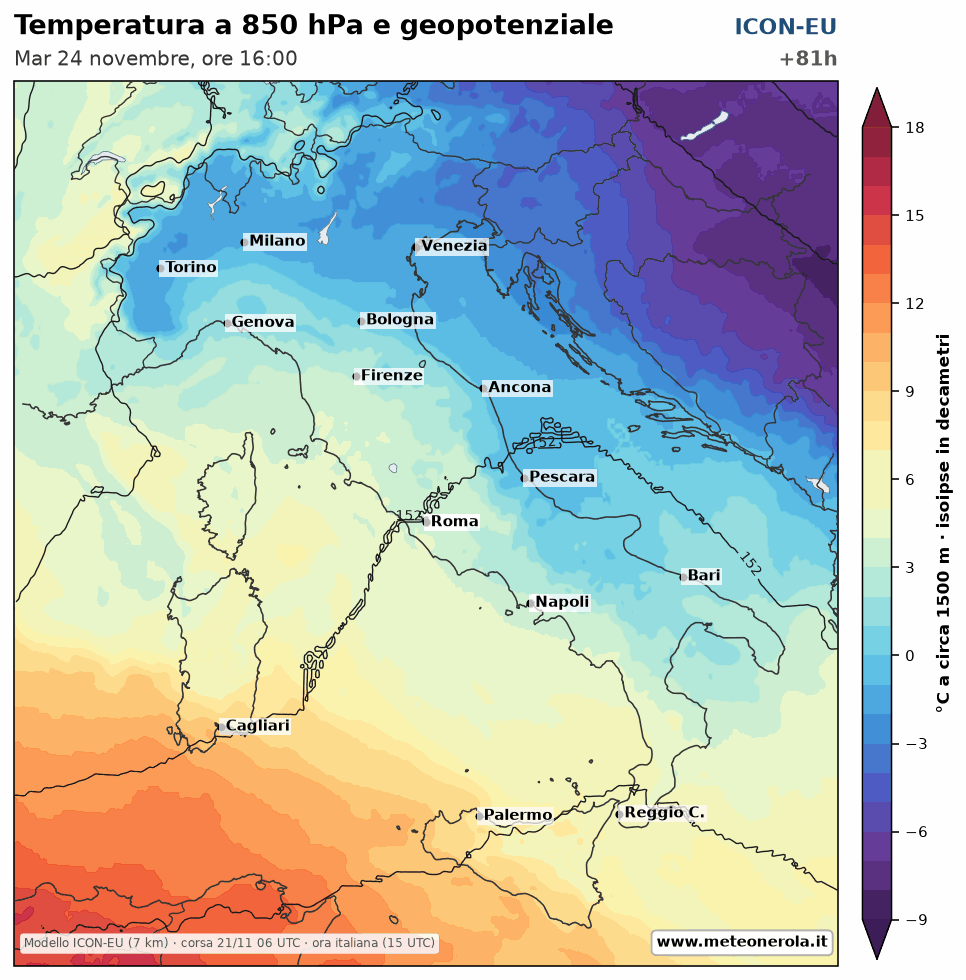 Temperatura a 850 hPa e geopotenziale
ICON-EU
Mar 24 novembre, ore 16:00
+81h
Milano
Venezia
Torino
Genova
Bologna
Firenze
Ancona
152
Pescara
152
Roma
152
Bari
Napoli
Cagliari
Palermo
Reggio C.
Modello ICON-EU (7 km) · corsa 21/11 06 UTC · ora italiana (15 UTC)
www.meteonerola.it
18
15
12
9
6
3
0
−3
−6
−9
°C a circa 1500 m · isoipse in decametri